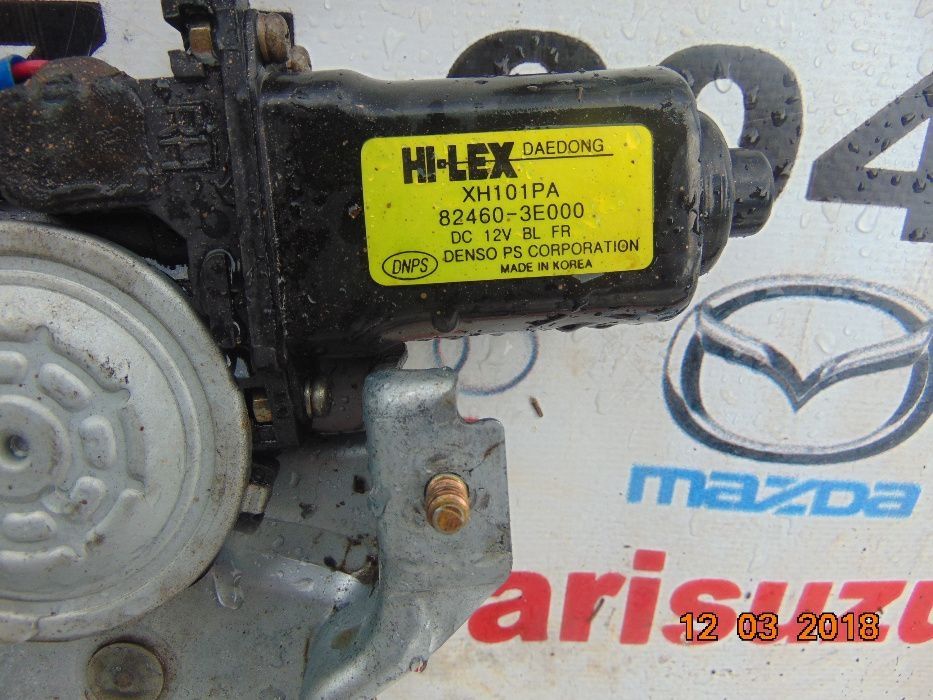 04
HI-LEX DAEDONG
XH101PA
82460-3E000
DC 12V BL FR
DNPS DENSO PS CORPORATION
MADE IN KOREA
mazda
arisuzu
12 03 2018